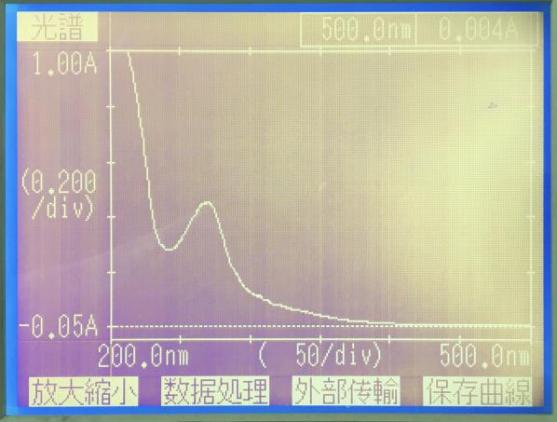 光譜 500.0nm 0.004A
1.00A
(0.200
/div)
-0.05A
200.0nm ( 50/div) 500.0nm
放大縮小 数据处理 外部传輸 保存曲線